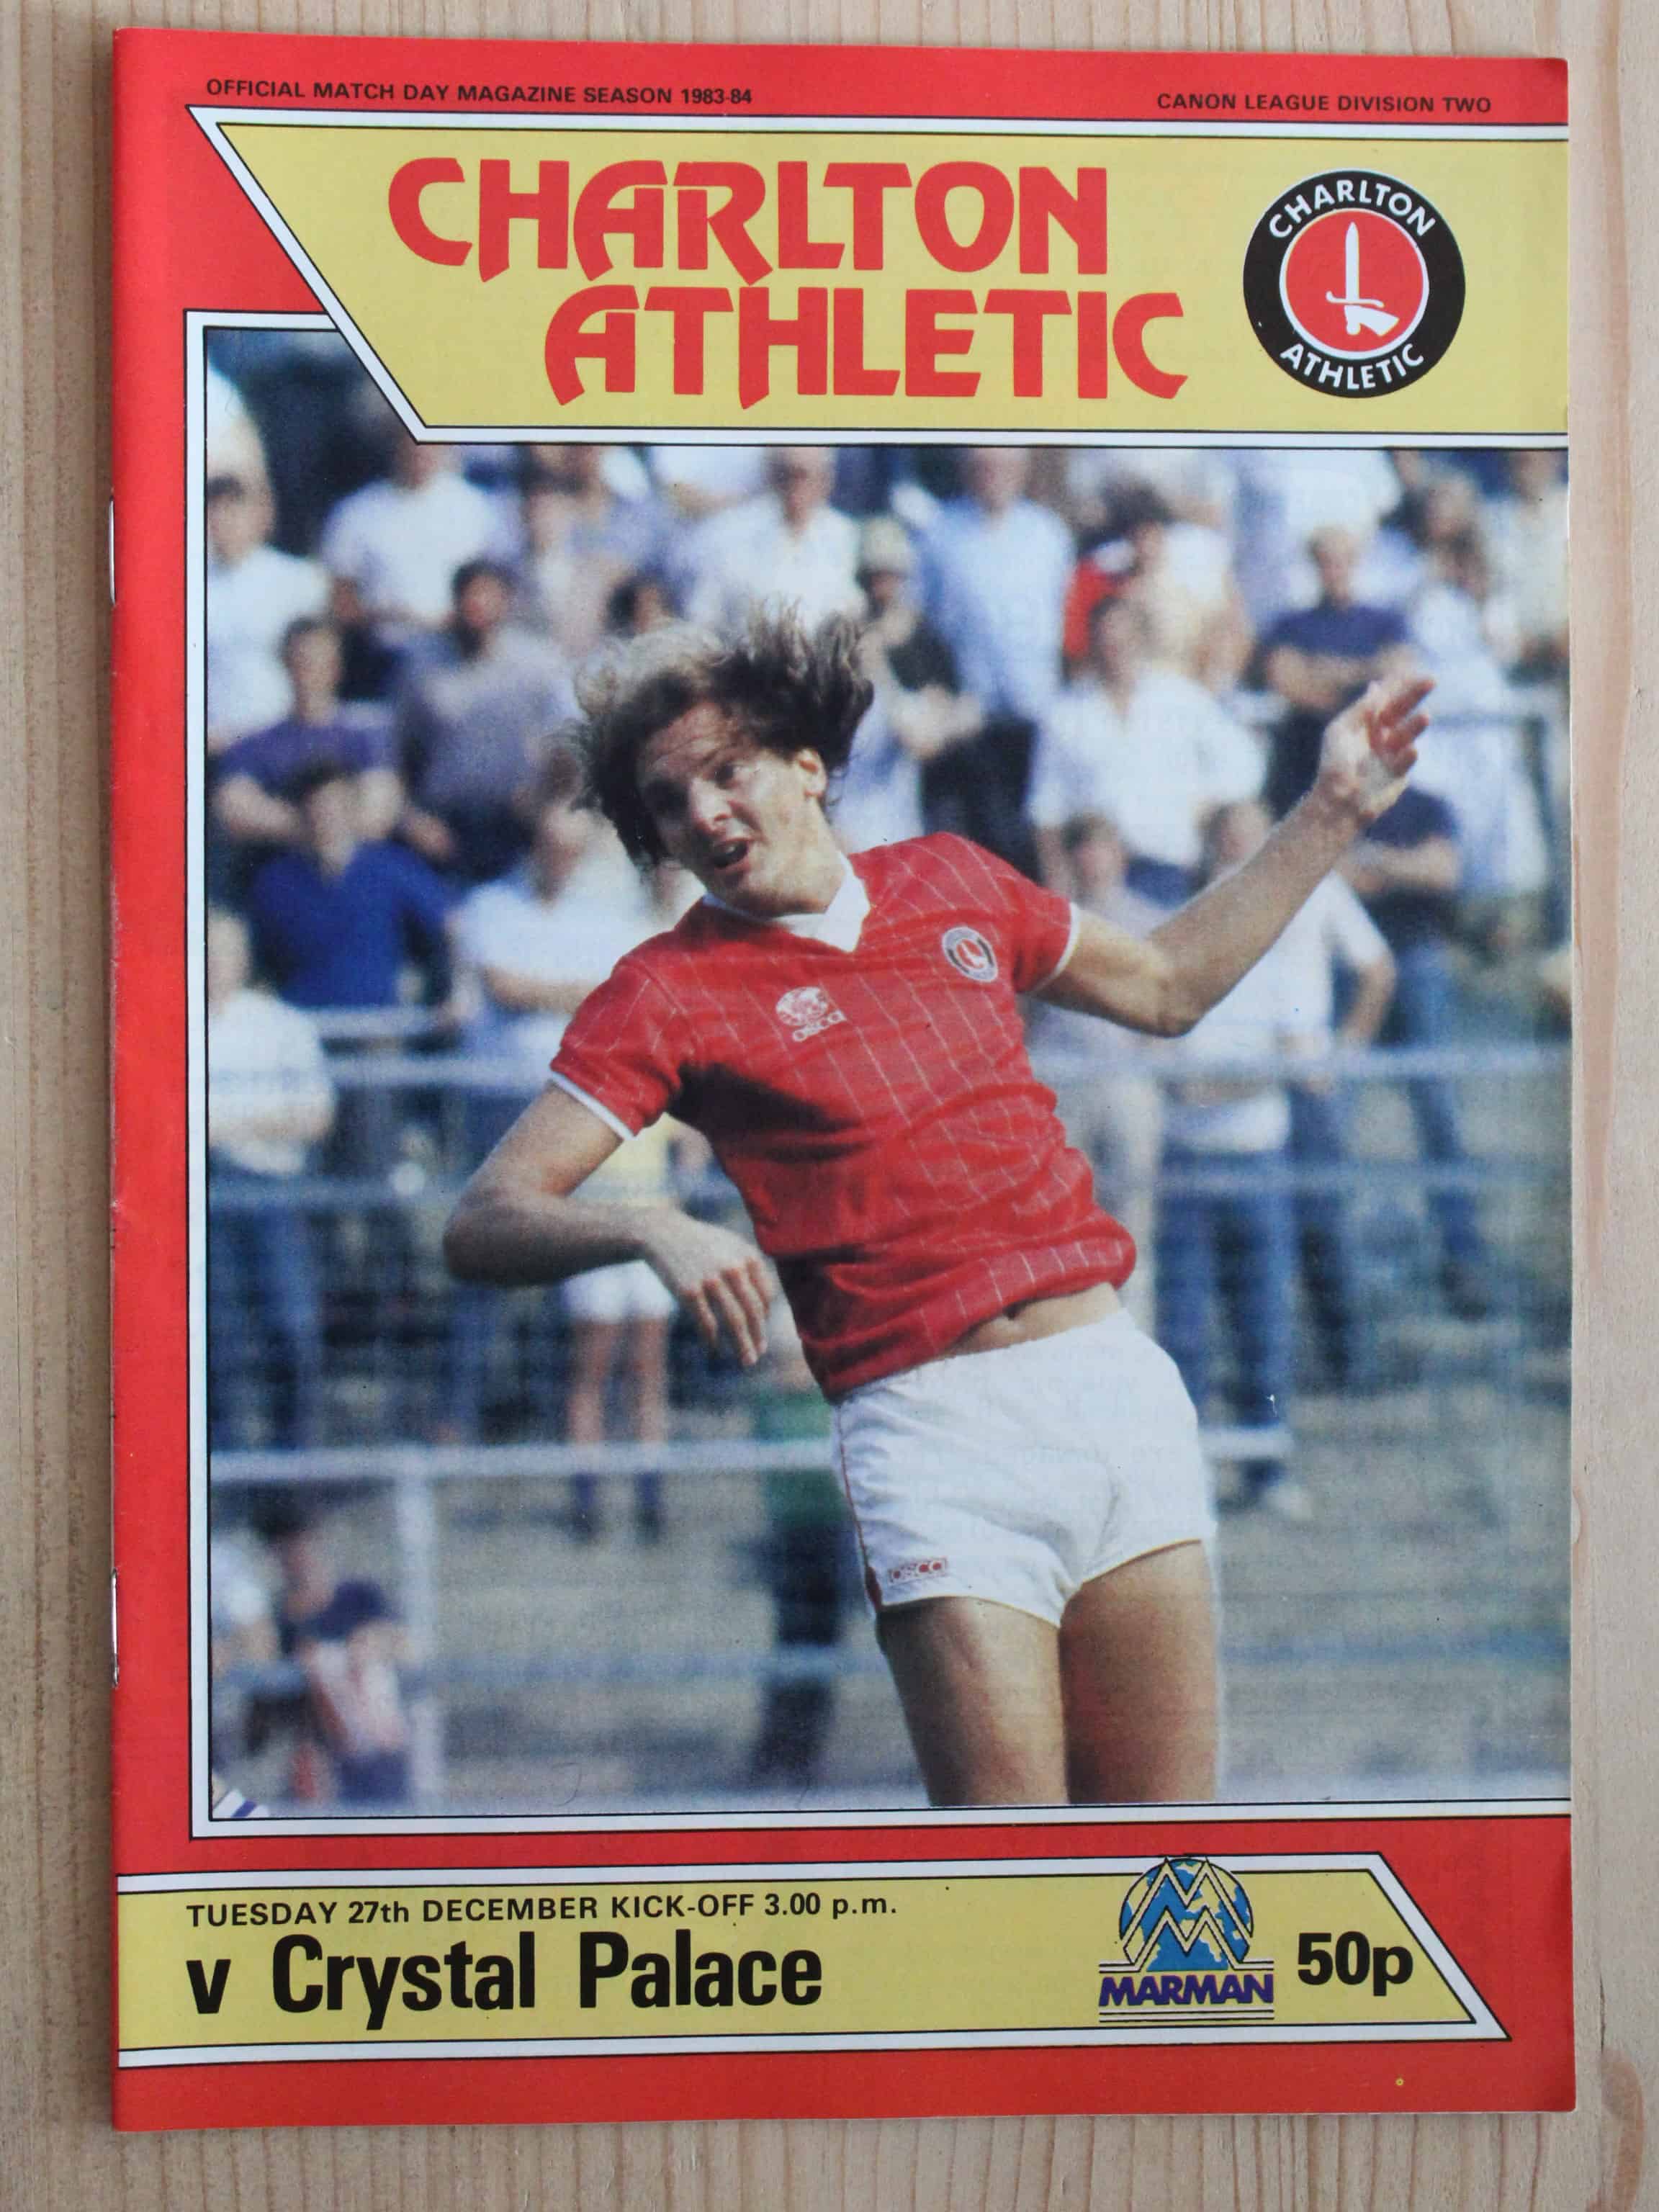 OFFICIAL MATCH DAY MAGAZINE SEASON 1983-84
CANON LEAGUE DIVISION TWO
CHARLTON
ATHLETIC
CHARLTON
ATHLETIC
OSCA
OSCA
TUESDAY 27th DECEMBER KICK-OFF 3.00 p.m.
v Crystal Palace
MARMAN
50p